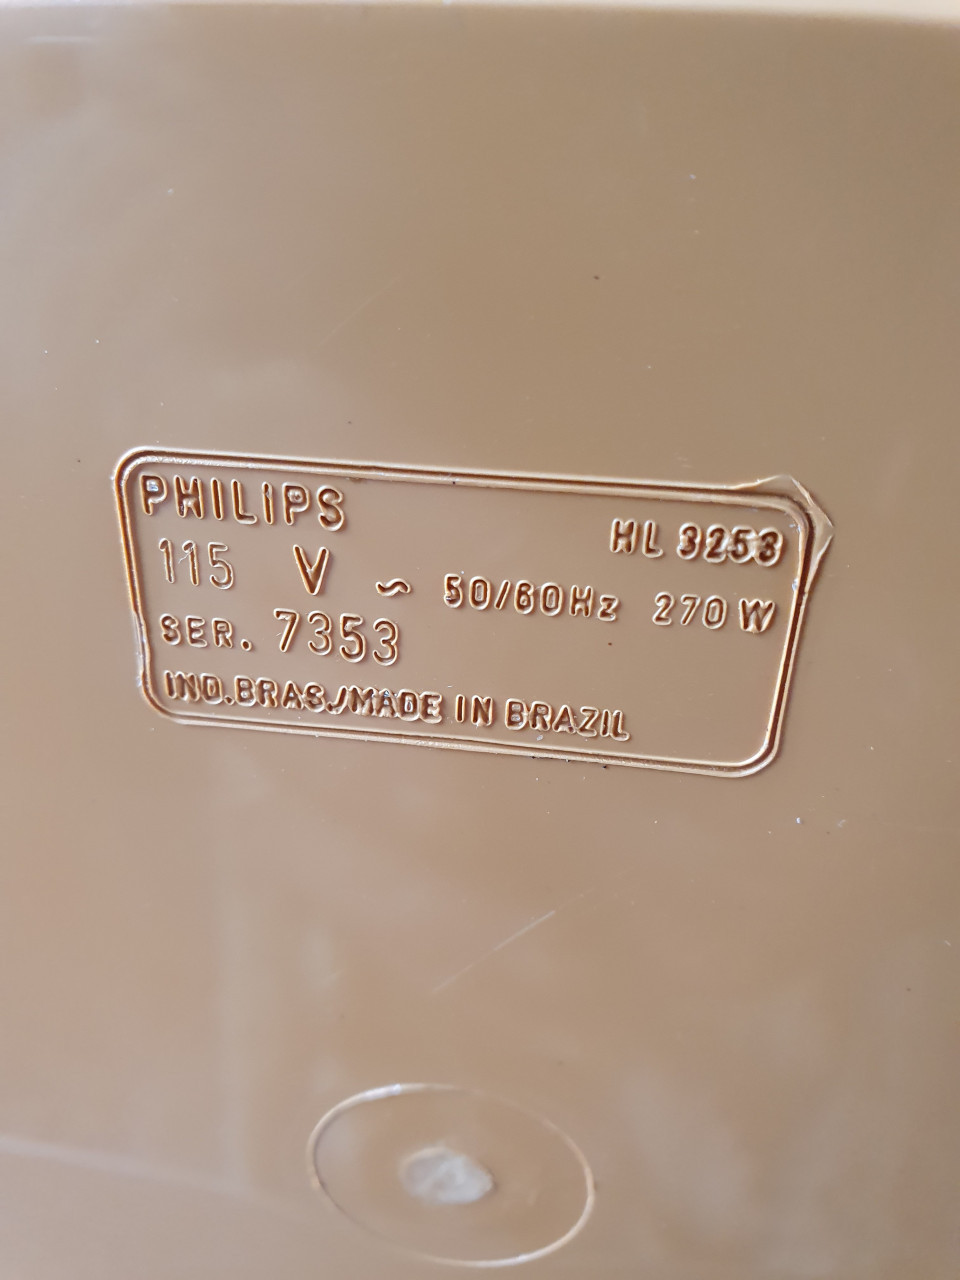 PHILIPS
HL 3253
115 V ~ 50/60Hz 270 W
SER. 7353
IND.BRAS./MADE IN BRAZIL